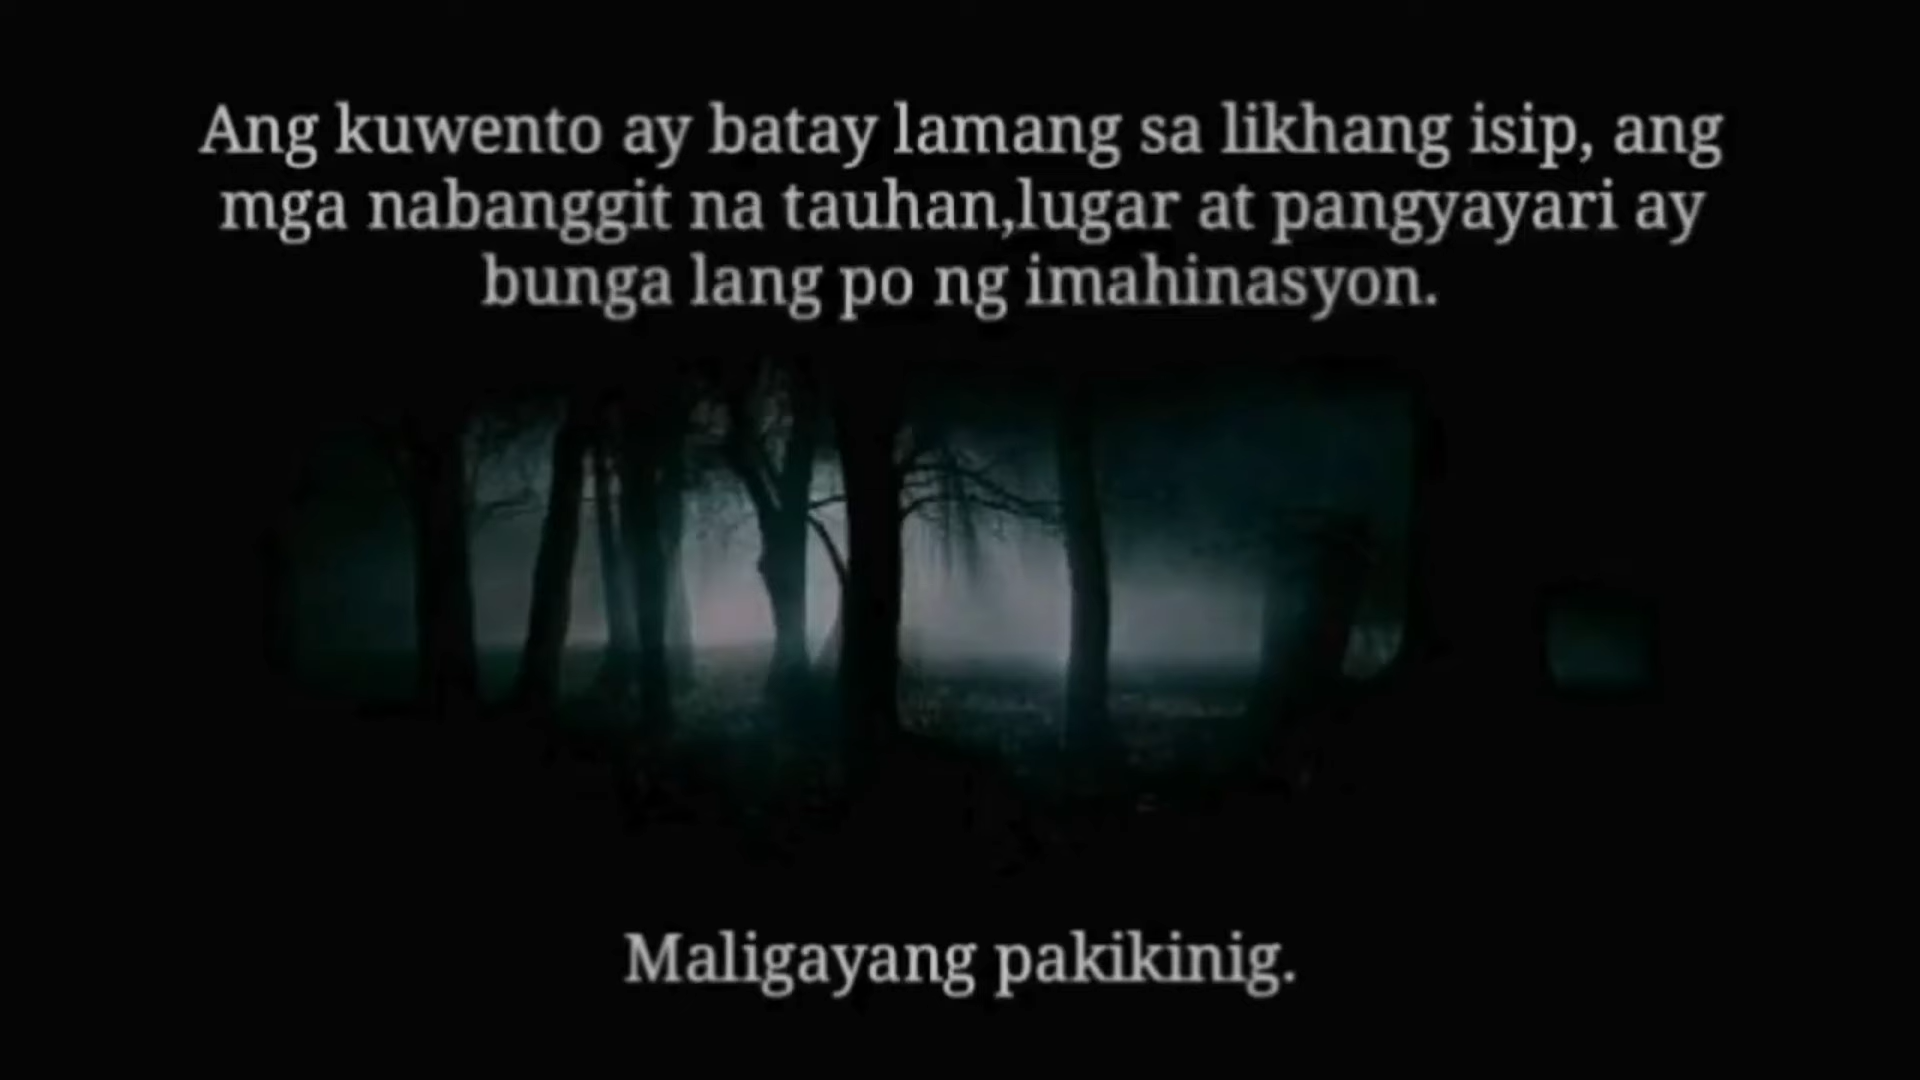 Ang kuwento ay batay lamang sa likhang isip, ang
mga nabanggit na tauhan,lugar at pangyayari ay
bunga lang po ng imahinasyon.
Maligayang pakikinig.